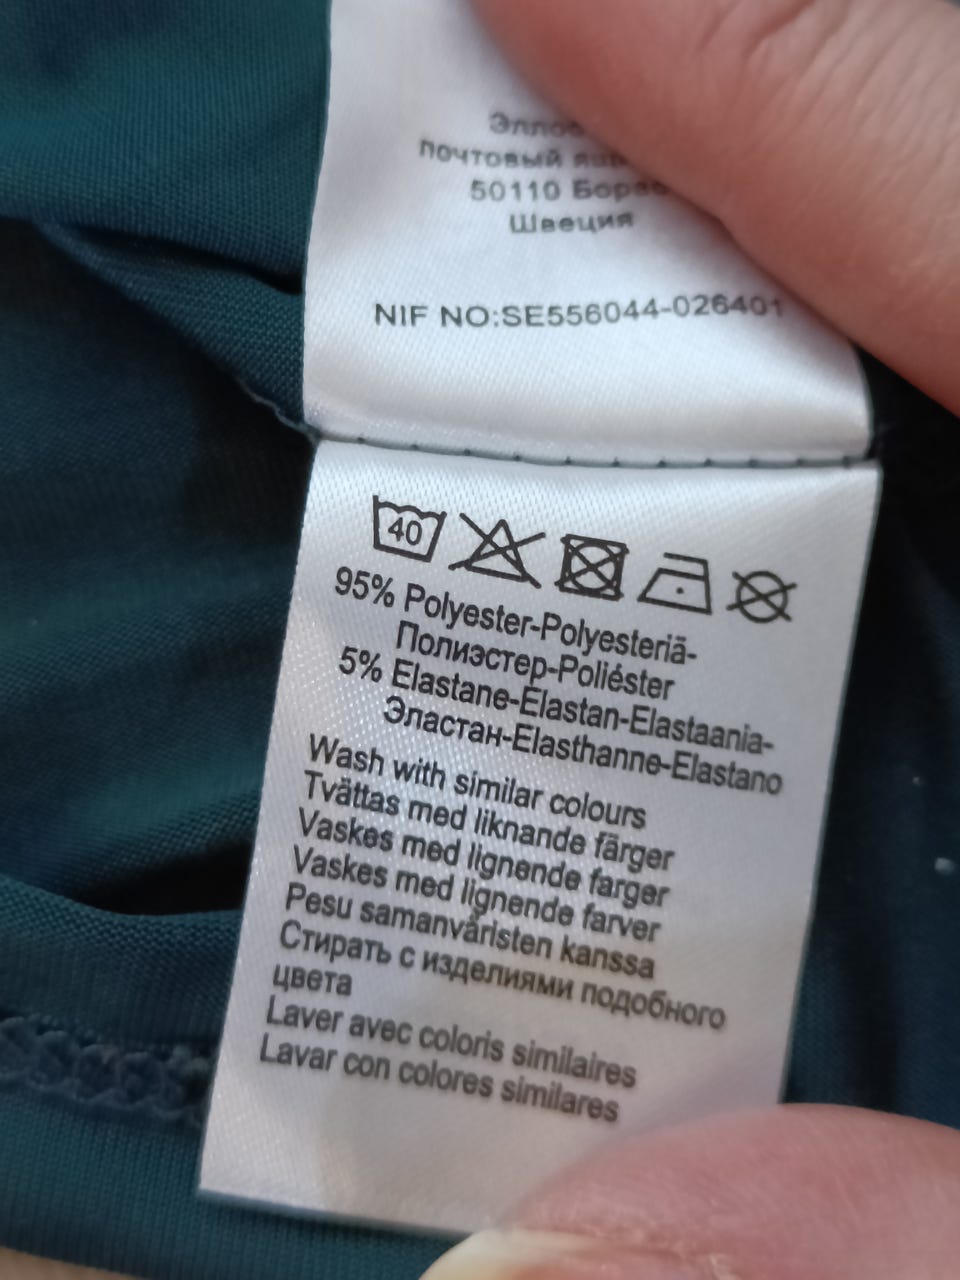 Эллос
почтовый
50110 Борос
Швеция
NIF NO:SE556044-026401
40
95% Polyester-Polyesteriä-
Полиэстер-Poliéster
5% Elastane-Elastan-Elastaania-
Эластан-Elasthanne-Elastano
Wash with similar colours
Tvättas med liknande färger
Vaskes med lignende farger
Vaskes med lignende farver
Pesu samanväristen kanssa
Стирать с изделиями подобного
цвета
Laver avec coloris similaires
Lavar con colores similares